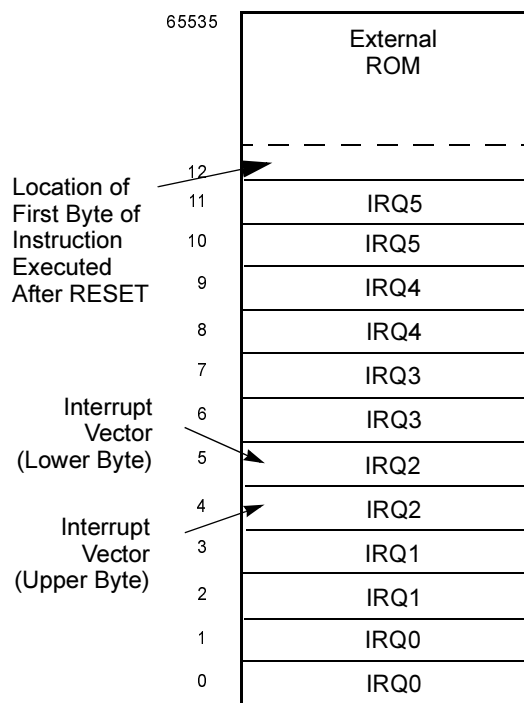 65535
External
ROM
12
Location of
First Byte of
Instruction
Executed
After RESET
11
IRQ5
10
IRQ5
9
IRQ4
8
IRQ4
7
IRQ3
Interrupt
Vector
(Lower Byte)
6
IRQ3
5
IRQ2
4
IRQ2
Interrupt
Vector
(Upper Byte)
3
IRQ1
2
IRQ1
1
IRQ0
0
IRQ0